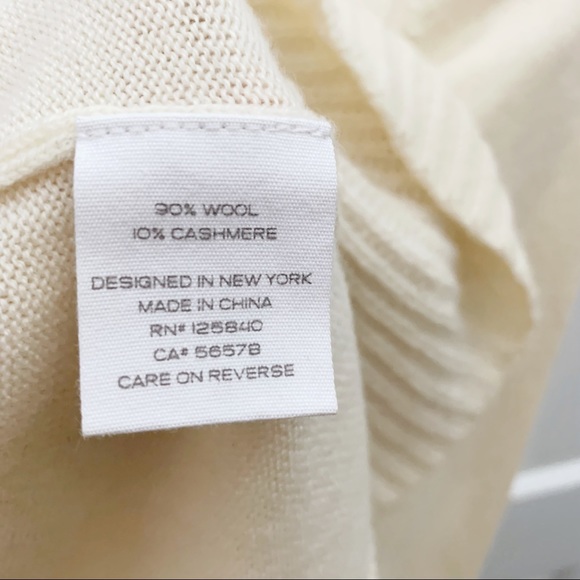 90% WOOL
10% CASHMERE
DESIGNED IN NEW YORK
MADE IN CHINA
RN# 125840
CA# 56578
CARE ON REVERSE